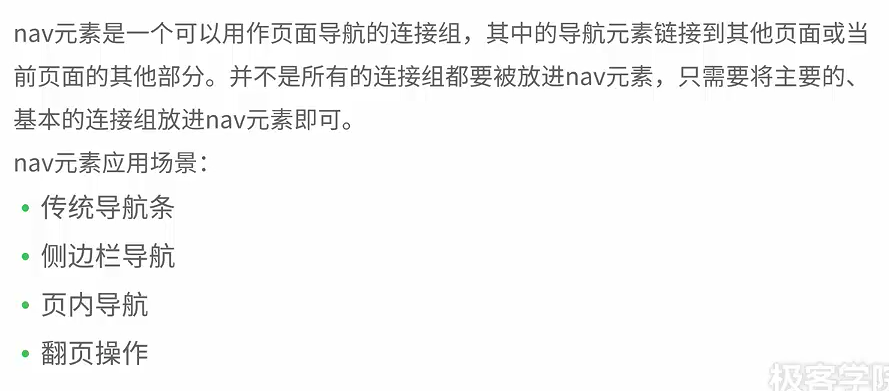 nav元素是一个可以用作页面导航的连接组，其中的导航元素链接到其他页面或当
前页面的其他部分。并不是所有的连接组都要被放进nav元素，只需要将主要的、
基本的连接组放进nav元素即可。
nav元素应用场景：
• 传统导航条
• 侧边栏导航
• 页内导航
• 翻页操作
极客学院